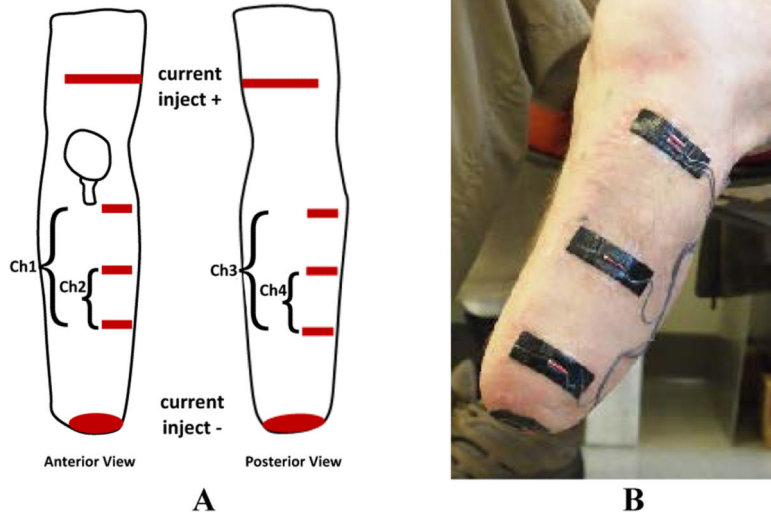 current
inject +
Ch1
Ch2
Ch3
Ch4
current
inject -
Anterior View
Posterior View
A
B